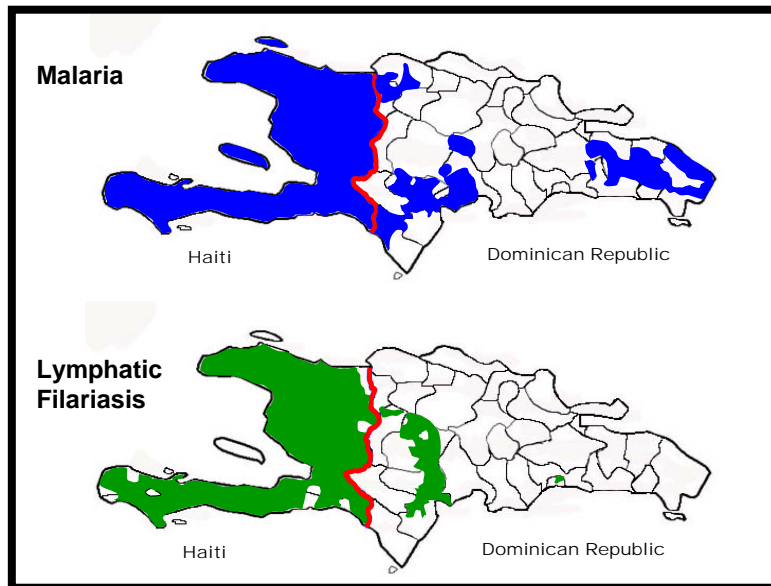 Malaria
Haiti
Dominican Republic
Lymphatic
Filariasis
Haiti
Dominican Republic